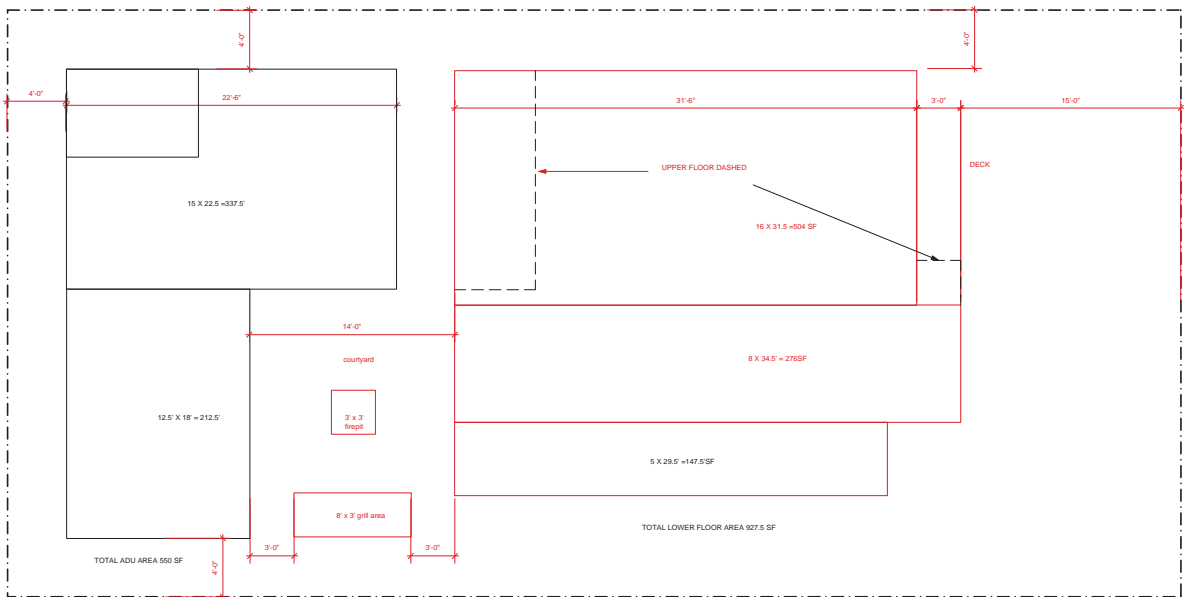 4'-0"
4'-0"
4'-0"
22'-6"
31'-6"
3'-0"
15'-0"
UPPER FLOOR DASHED
DECK
15 X 22.5 =337.5'
16 X 31.5 =504 SF
14'-0"
courtyard
8 X 34.5' = 276SF
3' x 3'
firepit
12.5' X 18' = 212.5'
5 X 29.5' =147.5'SF
8' x 3' grill area
TOTAL LOWER FLOOR AREA 927.5 SF
3'-0"
3'-0"
TOTAL ADU AREA 550 SF
4'-0"